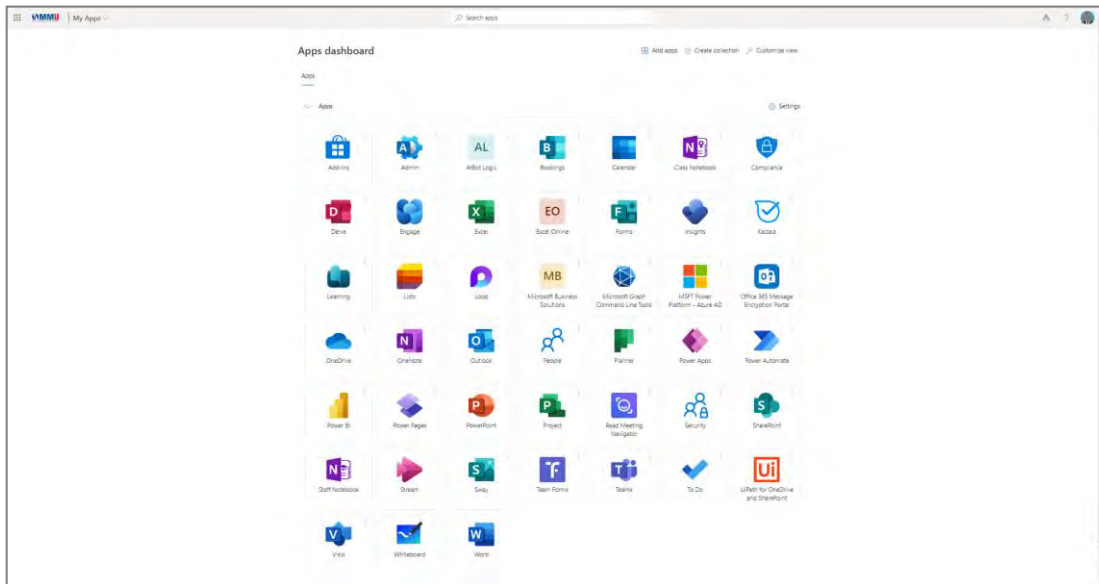 MMU My Apps
Search apps
?
Apps dashboard
Add apps Create collection Customize view
Apps
Apps
Settings
Add-ins Admin AL AtBot Logic Bookings Calendar Class Notebook Compliance
Delve Engage Excel EO Excel Online Forms Insights Kaizala
Learning Lists Loop MB Microsoft Business Microsoft Graph MSFT Power Office 365 Message
Solutions Command Line Tools Platform – Azure AD Encryption Portal
OneDrive OneNote Outlook People Planner Power Apps Power Automate
Power BI Power Pages PowerPoint Project Read Meeting Security SharePoint
Navigator
Staff Notebook Stream Sway Team Forms Teams To Do UiPath for OneDrive
and SharePoint
Visio Whiteboard Word